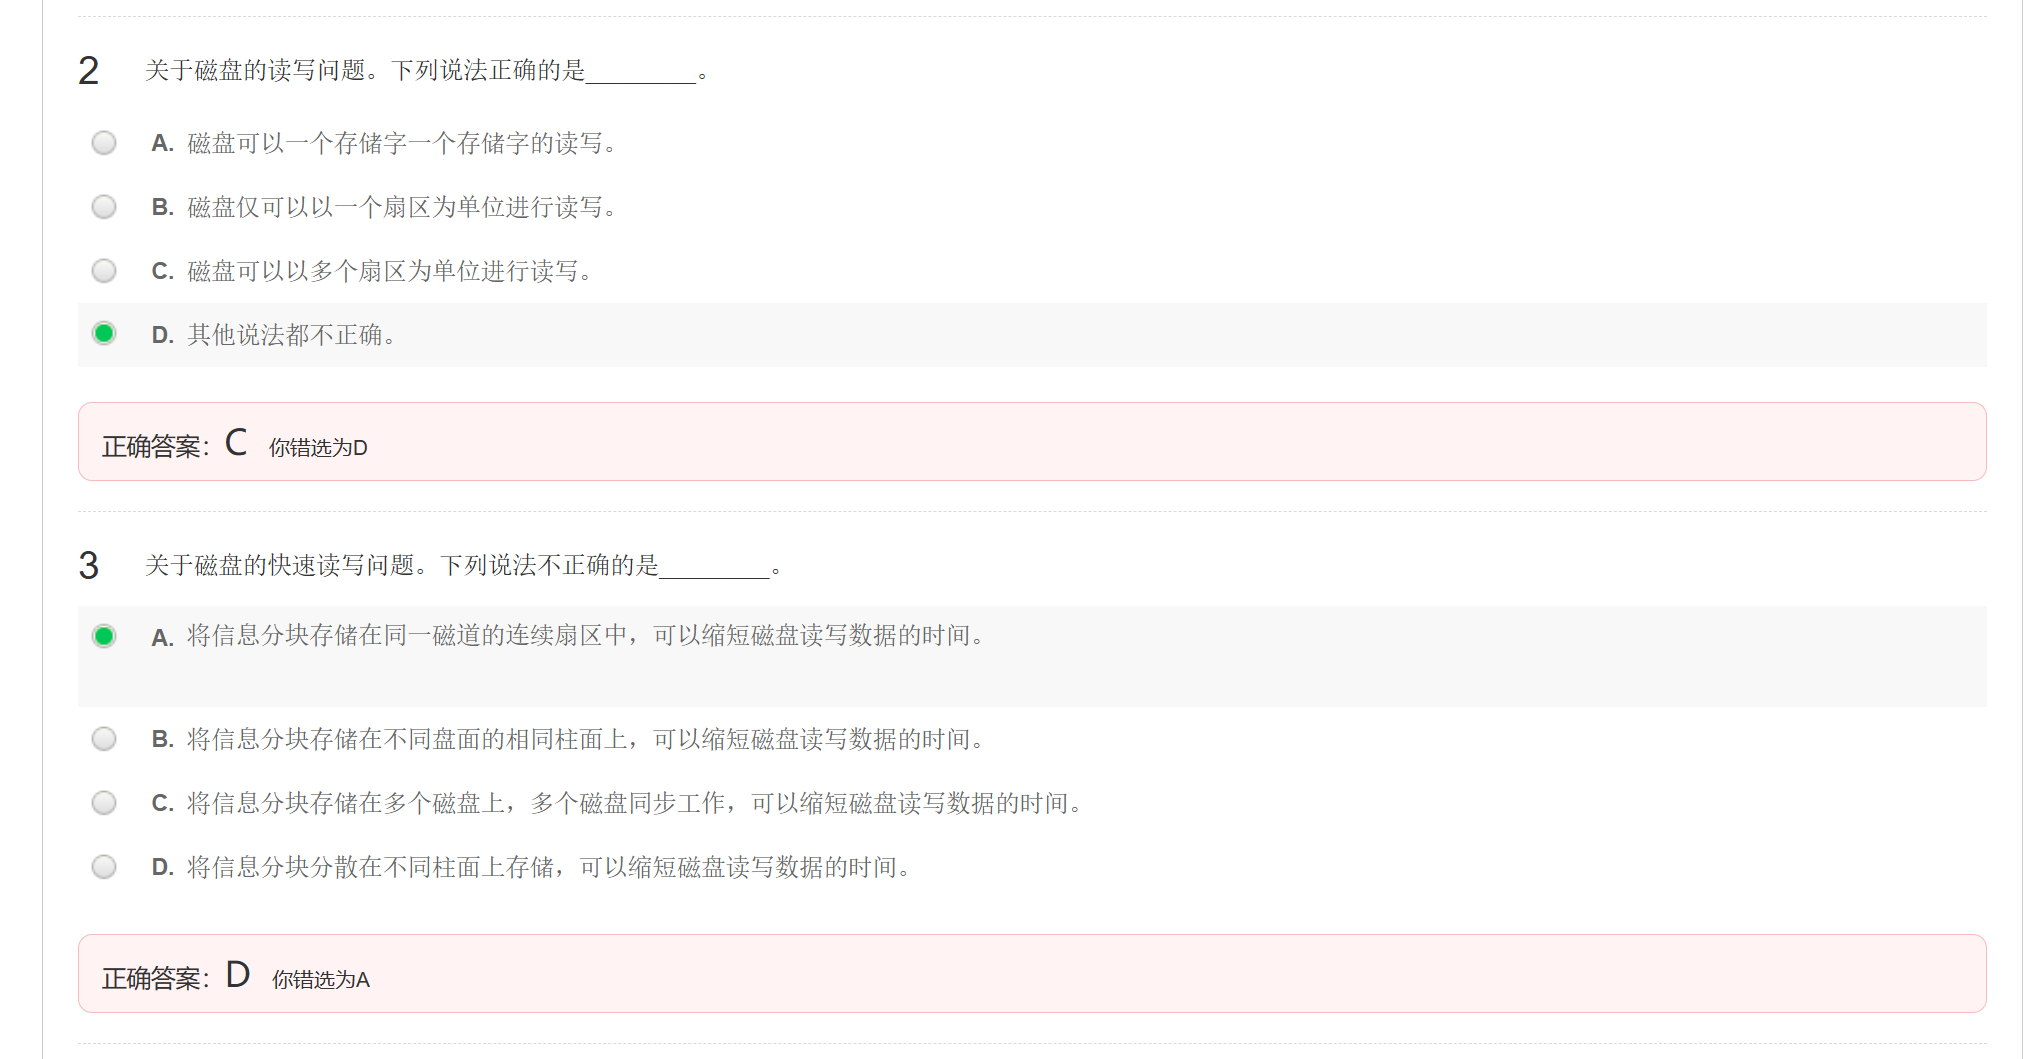 2 关于磁盘的读写问题。下列说法正确的是_________。
A. 磁盘可以一个存储字一个存储字的读写。
B. 磁盘仅可以以一个扇区为单位进行读写。
C. 磁盘可以以多个扇区为单位进行读写。
D. 其他说法都不正确。
正确答案：C 你错选为D
3 关于磁盘的快速读写问题。下列说法不正确的是_________。
A. 将信息分块存储在同一磁道的连续扇区中，可以缩短磁盘读写数据的时间。
B. 将信息分块存储在不同盘面的相同柱面上，可以缩短磁盘读写数据的时间。
C. 将信息分块存储在多个磁盘上，多个磁盘同步工作，可以缩短磁盘读写数据的时间。
D. 将信息分块分散在不同柱面上存储，可以缩短磁盘读写数据的时间。
正确答案：D 你错选为A